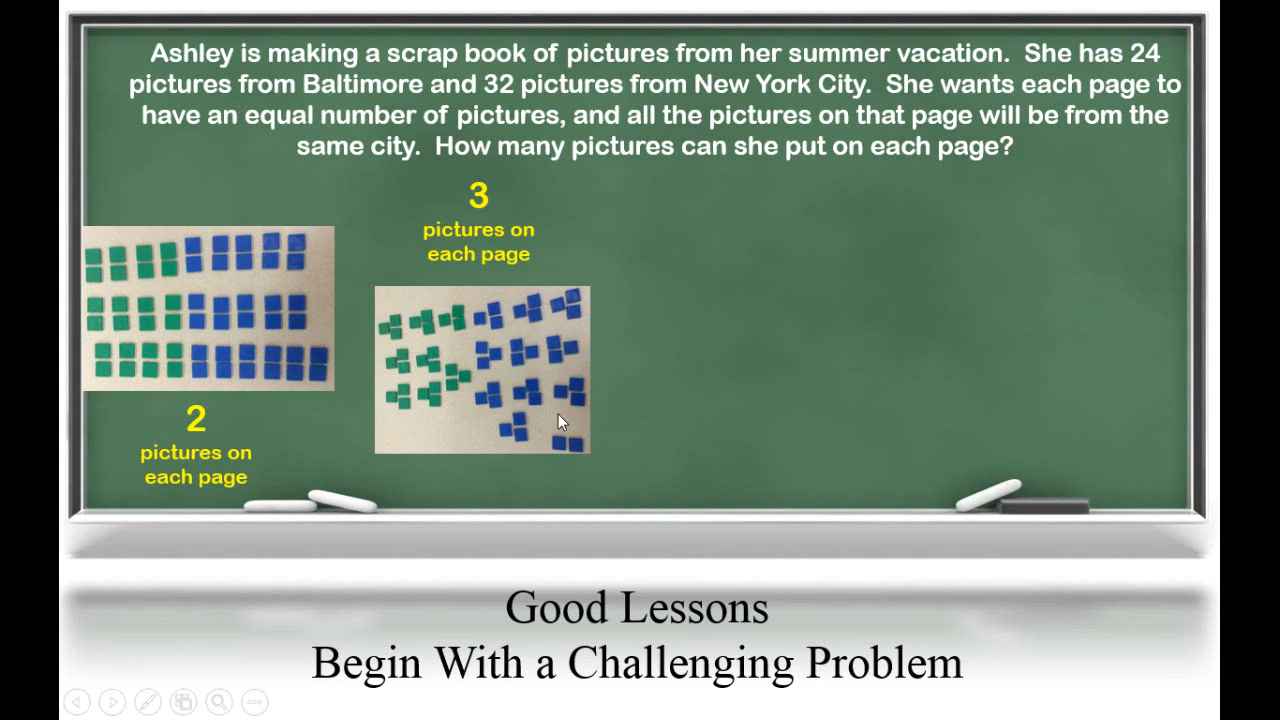 Ashley is making a scrap book of pictures from her summer vacation. She has 24
pictures from Baltimore and 32 pictures from New York City. She wants each page to
have an equal number of pictures, and all the pictures on that page will be from the
same city. How many pictures can she put on each page?
3
pictures on
each page
2
pictures on
each page
Good Lessons
Begin With a Challenging Problem